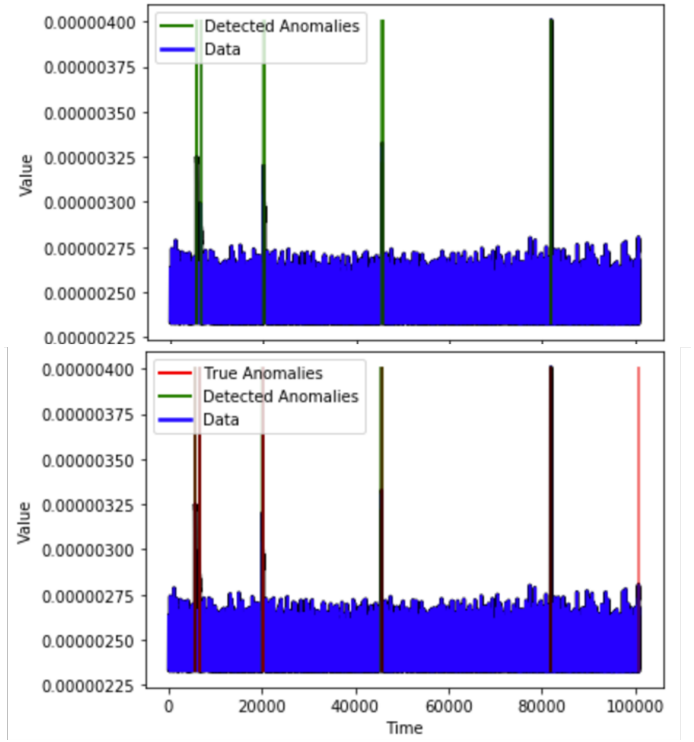 0.00000400
Detected Anomalies
Data
0.00000375
0.00000350
0.00000325
Value
0.00000300
0.00000275
0.00000250
0.00000225
0.00000400
True Anomalies
Detected Anomalies
Data
0.00000375
0.00000350
0.00000325
Value
0.00000300
0.00000275
0.00000250
0.00000225
0 20000 40000 60000 80000 100000
Time